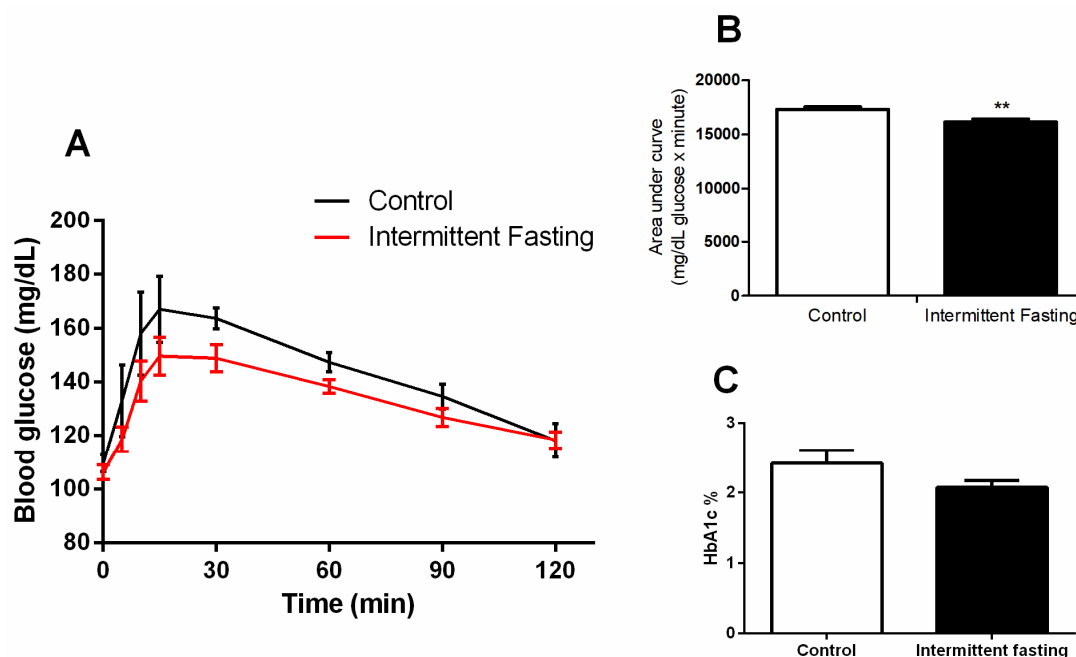 A
Control
Intermittent Fasting
Blood glucose (mg/dL)
200
180
160
140
120
100
80
0
30
60
90
120
Time (min)
B
Area under curve
(mg/dL glucose x minute)
20000
15000
10000
5000
0
**
Control
Intermittent Fasting
C
HbA1c %
3
2
1
0
Control
Intermittent fasting